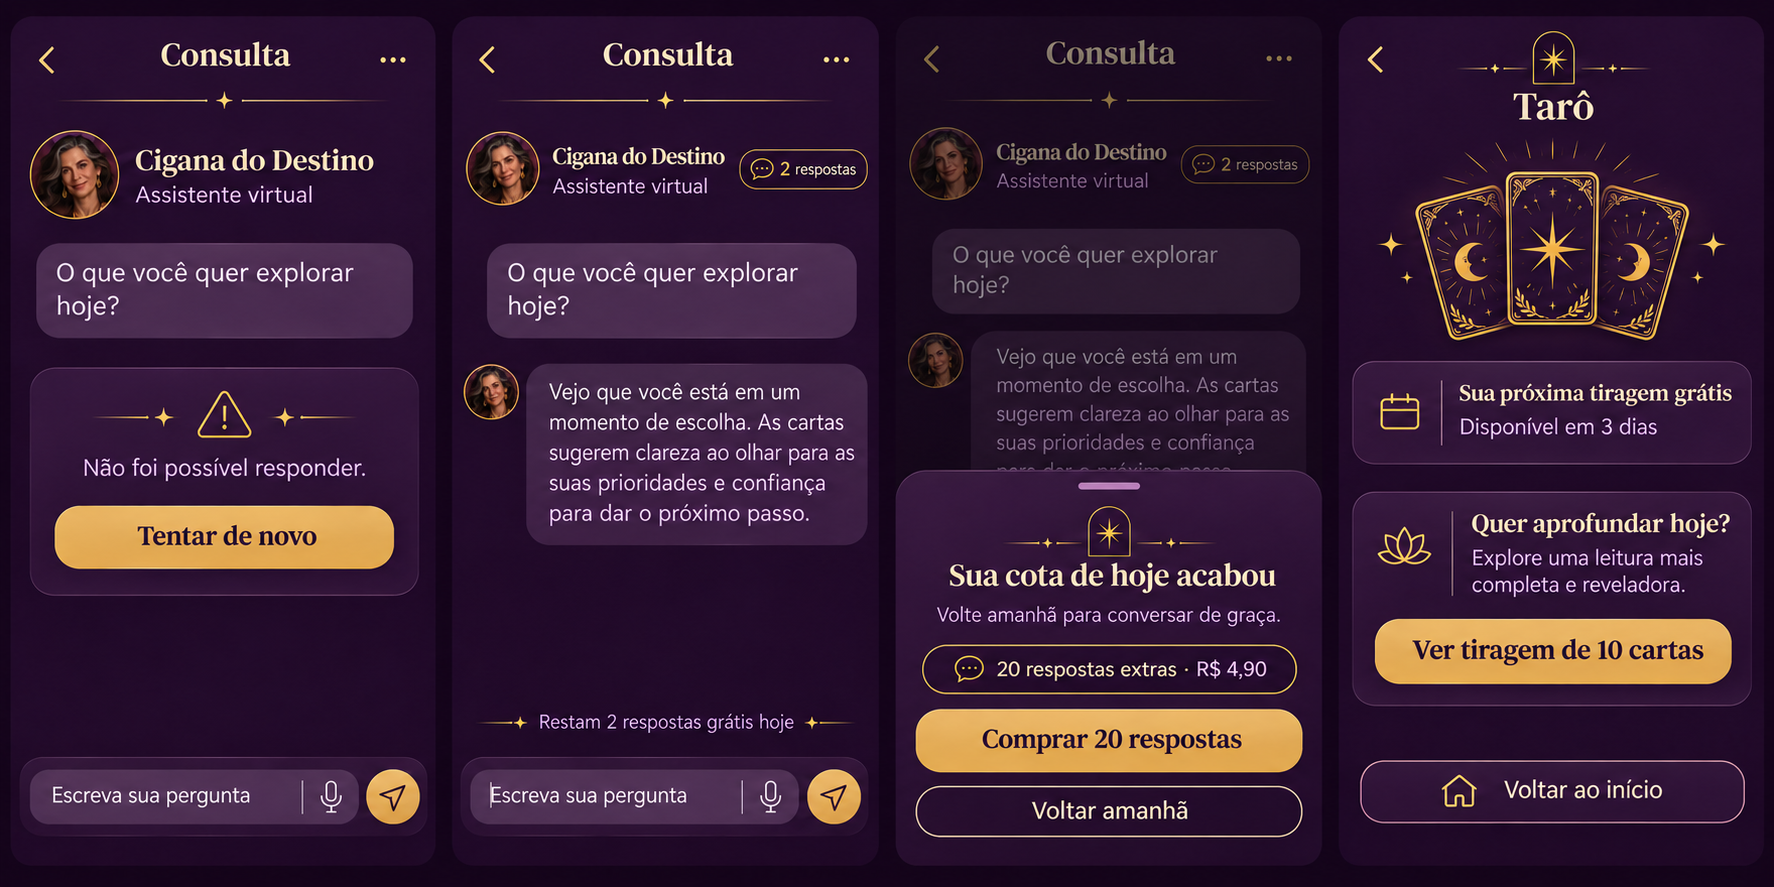 Consulta
Cigana do Destino
Assistente virtual
O que você quer explorar
hoje?
Não foi possível responder.
Tentar de novo
Escreva sua pergunta
Consulta
Cigana do Destino
Assistente virtual
2 respostas
O que você quer explorar
hoje?
Vejo que você está em um
momento de escolha. As cartas
sugerem clareza ao olhar para as
suas prioridades e confiança
para dar o próximo passo.
Restam 2 respostas grátis hoje
Escreva sua pergunta
Consulta
Cigana do Destino
Assistente virtual
2 respostas
O que você quer explorar
hoje?
Vejo que você está em um
momento de escolha. As cartas
sugerem clareza ao olhar para as
suas prioridades e confiança
para dar o próximo passo.
Sua cota de hoje acabou
Volte amanhã para conversar de graça.
20 respostas extras · R$ 4,90
Comprar 20 respostas
Voltar amanhã
Tarô
Sua próxima tiragem grátis
Disponível em 3 dias
Quer aprofundar hoje?
Explore uma leitura mais
completa e reveladora.
Ver tiragem de 10 cartas
Voltar ao início